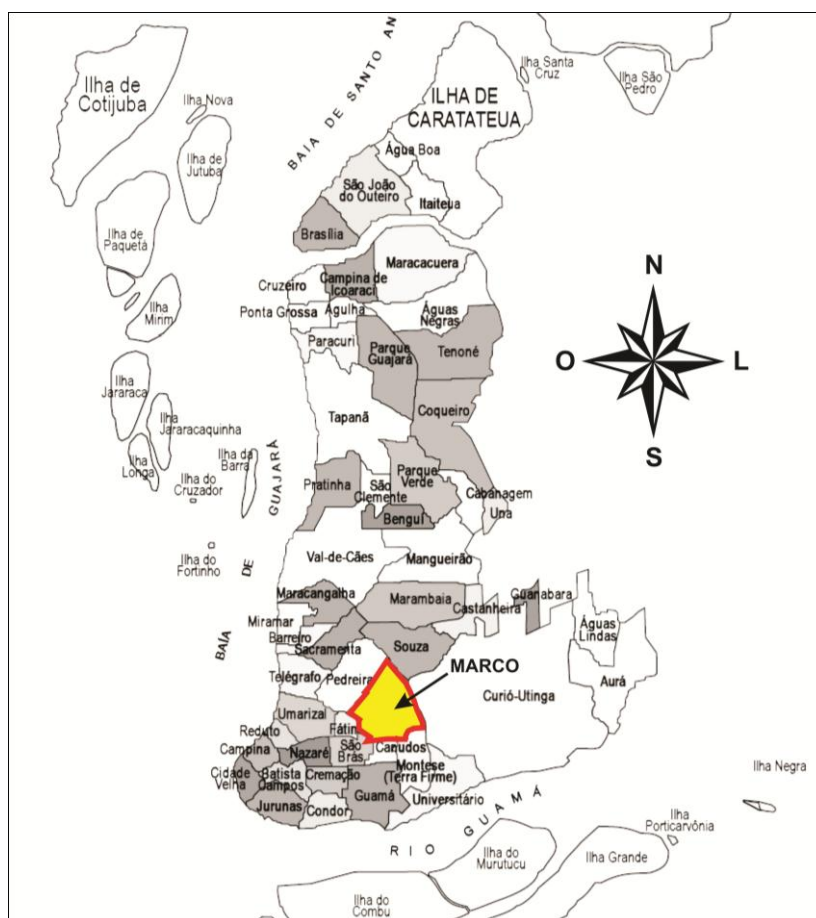 Ilha de
Cotijuba
Ilha Nova
Ilha de
Jutuba
Ilha de
Paquetá
Ilha
Mirim
Ilha
Jararaca
Ilha
Jararacaquinha
Ilha
Longa
Ilha da
Barra
Ilha do
Cruzador
Ilha do
Fortinho
BAIA DE SANTO AN
BAÍA DE GUAJARÁ
Ilha Santa
Cruz
Ilha São
Pedro
ILHA DE
CARATATEUA
Água Boa
São João
do Outeiro
Itaiteua
Brasília
Maracacuera
Cruzeiro
Campina de
Icoaraci
Ponta Grossa
Agulha
Águas
Negras
Paracuri
Parque
Guajará
Tenoné
Tapanã
Coqueiro
Pratinha
São
Clemente
Parque
Verde
Cabanagem
Una
Benguí
Val-de-Cães
Mangueirão
Maracangalha
Marambaia
Castanheira
Guanabara
Miramar
Barreiro
Sacramenta
Souza
Águas
Lindas
Telégrafo
Pedreira
MARCO
Curió-Utinga
Aurá
Umarizal
Fátim
Reduto
Campina
Nazaré
São
Brás
Canudos
Cidade
Velha
Batista
Campos
Cremação
Montese
(Terra Firme)
Jurunas
Condor
Guamá
Universitário
RIO GUAMÁ
Ilha Negra
Ilha
Porticarvônia
Ilha do
Murutucu
Ilha Grande
Ilha do
Combu
N
O
L
S